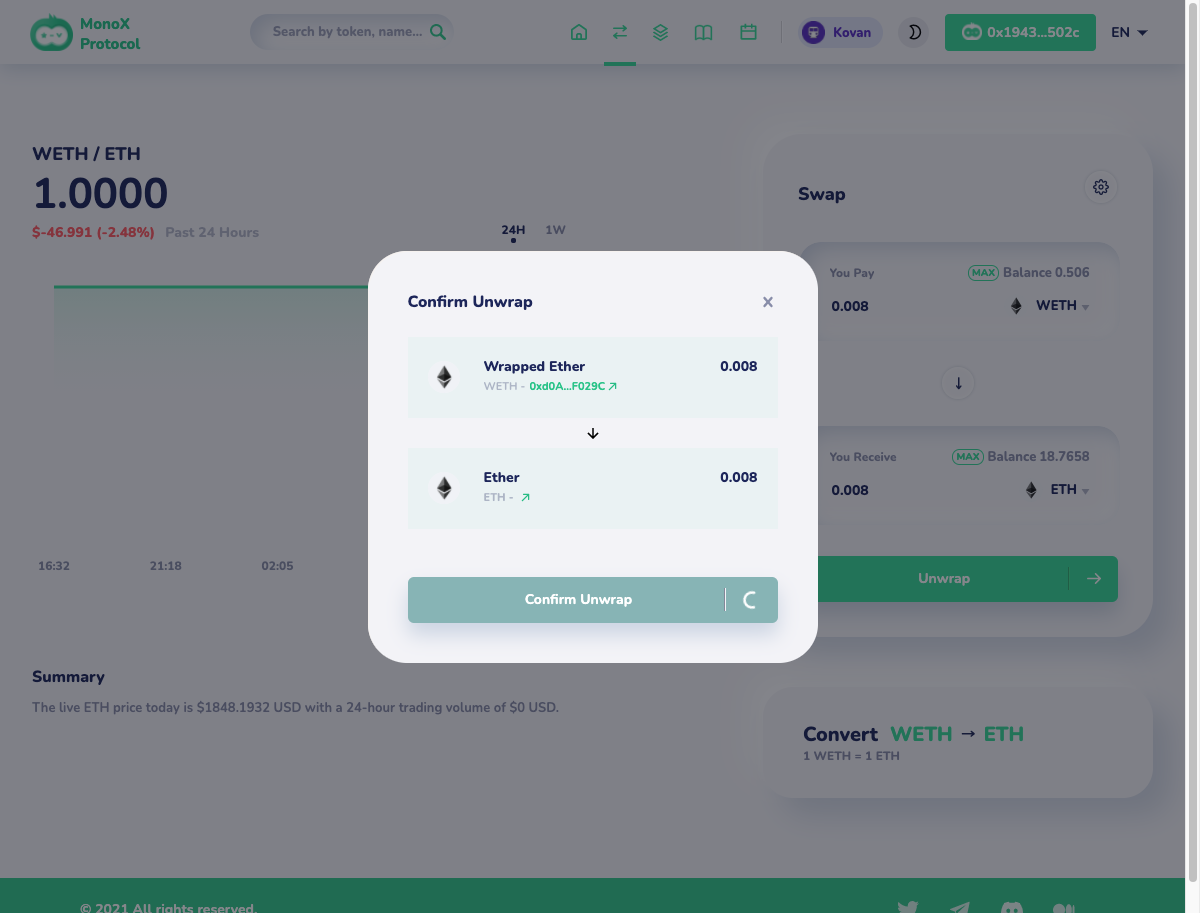 MonoX
Protocol
Search by token, name...
Kovan
0x1943...502c
EN
WETH / ETH
1.0000
$-46.991 (-2.48%) Past 24 Hours
24H 1W
16:32 21:18 02:05
Summary
The live ETH price today is $1848.1932 USD with a 24-hour trading volume of $0 USD.
Swap
You Pay
MAX Balance 0.506
0.008
WETH
You Receive
MAX Balance 18.7658
0.008
ETH
Unwrap
Convert WETH → ETH
1 WETH = 1 ETH
Confirm Unwrap
Wrapped Ether 0.008
WETH - 0xd0A...F029C
Ether 0.008
ETH -
Confirm Unwrap
© 2021 All rights reserved.